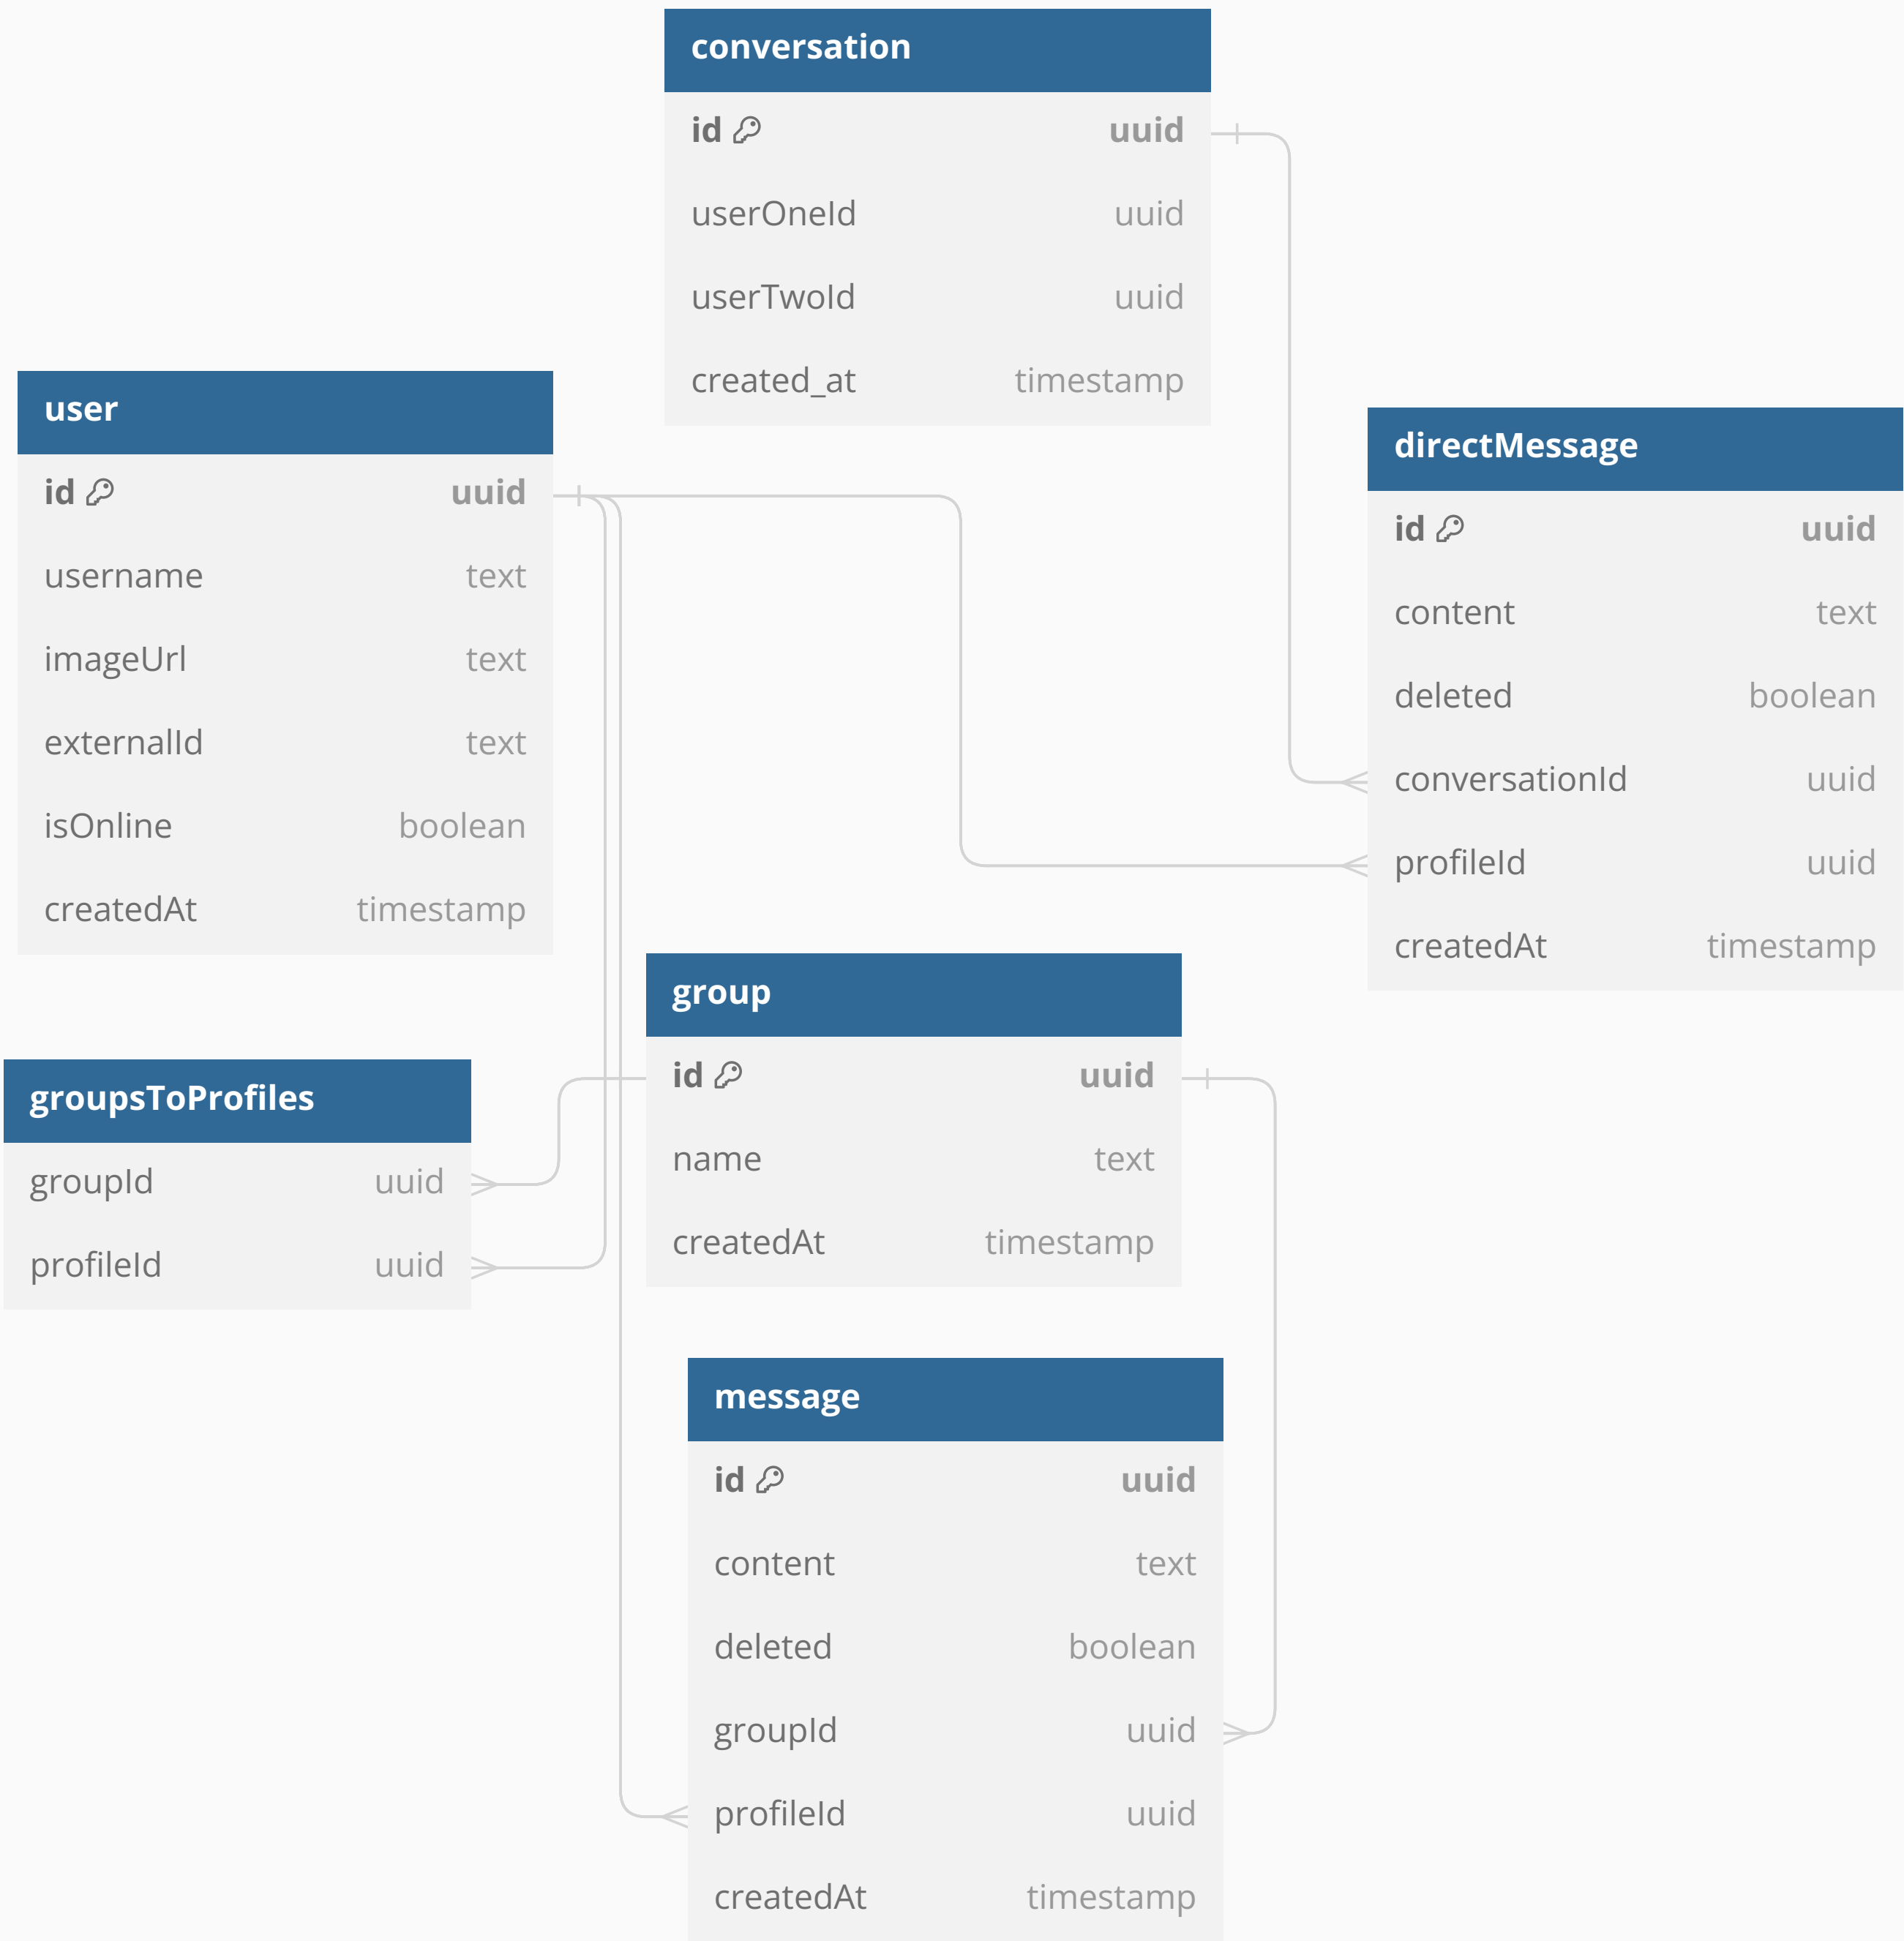 conversation
id uuid
userOneId uuid
userTwoId uuid
created_at timestamp
user
id uuid
username text
imageUrl text
externalId text
isOnline boolean
createdAt timestamp
directMessage
id uuid
content text
deleted boolean
conversationId uuid
profileId uuid
createdAt timestamp
group
id uuid
name text
createdAt timestamp
groupsToProfiles
groupId uuid
profileId uuid
message
id uuid
content text
deleted boolean
groupId uuid
profileId uuid
createdAt timestamp